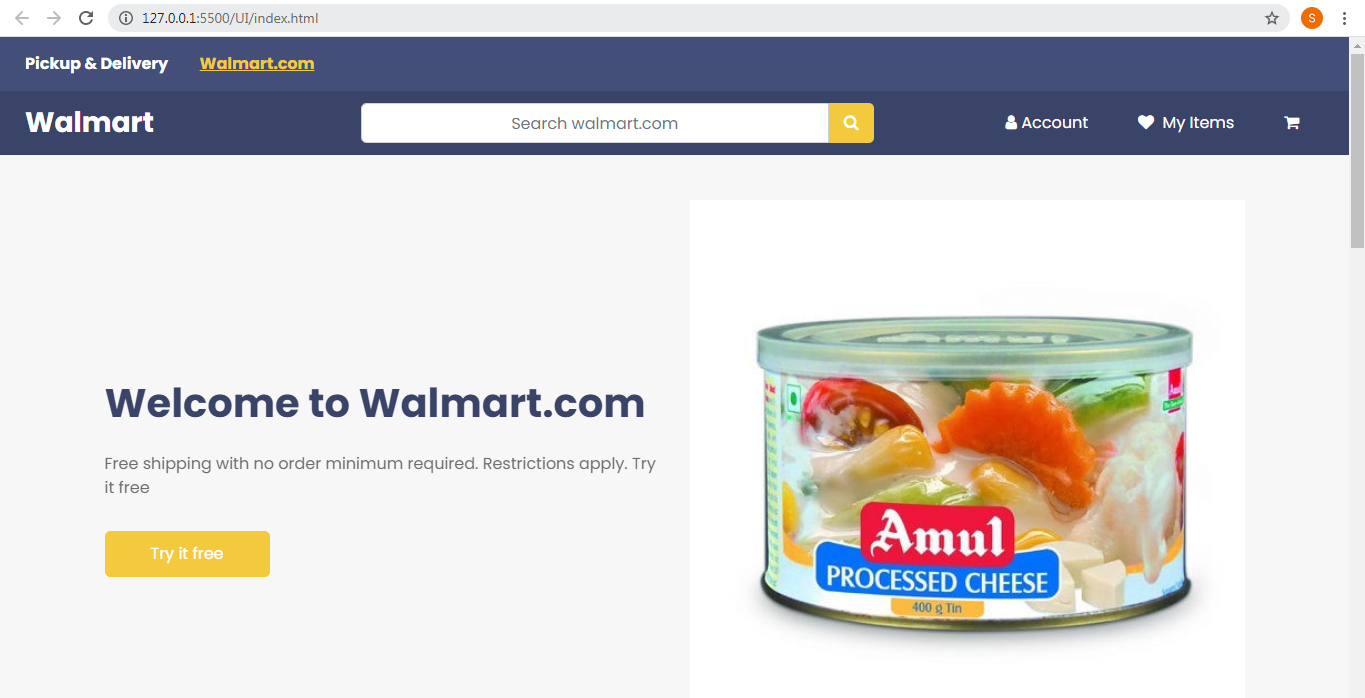 127.0.0.1:5500/UI/index.html
S
Pickup & Delivery Walmart.com
Walmart
Search walmart.com
Account
My Items
Welcome to Walmart.com
Free shipping with no order minimum required. Restrictions apply. Try
it free
Try it free
Amul
Amul
PROCESSED CHEESE
400 g Tin